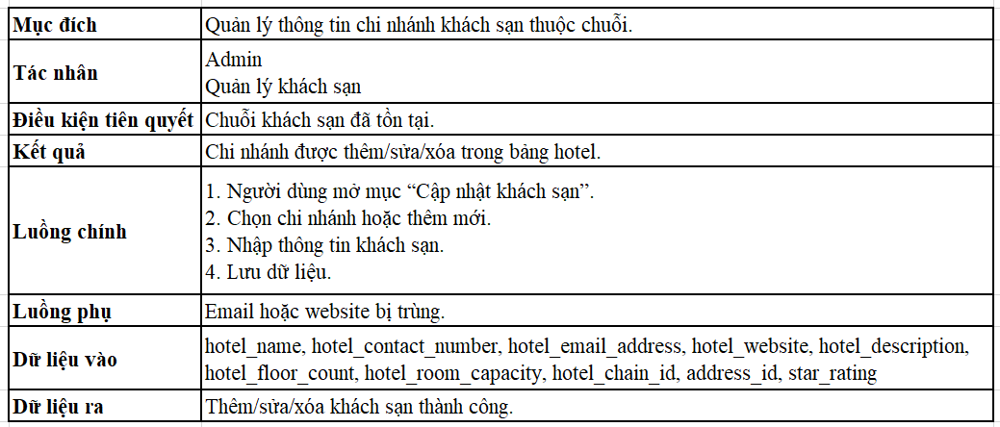 Mục đích Quản lý thông tin chi nhánh khách sạn thuộc chuỗi.
Tác nhân Admin
Quản lý khách sạn
Điều kiện tiên quyết Chuỗi khách sạn đã tồn tại.
Kết quả Chi nhánh được thêm/sửa/xóa trong bảng hotel.
Luồng chính 1. Người dùng mở mục “Cập nhật khách sạn”.
2. Chọn chi nhánh hoặc thêm mới.
3. Nhập thông tin khách sạn.
4. Lưu dữ liệu.
Luồng phụ Email hoặc website bị trùng.
Dữ liệu vào hotel_name, hotel_contact_number, hotel_email_address, hotel_website, hotel_description,
hotel_floor_count, hotel_room_capacity, hotel_chain_id, address_id, star_rating
Dữ liệu ra Thêm/sửa/xóa khách sạn thành công.